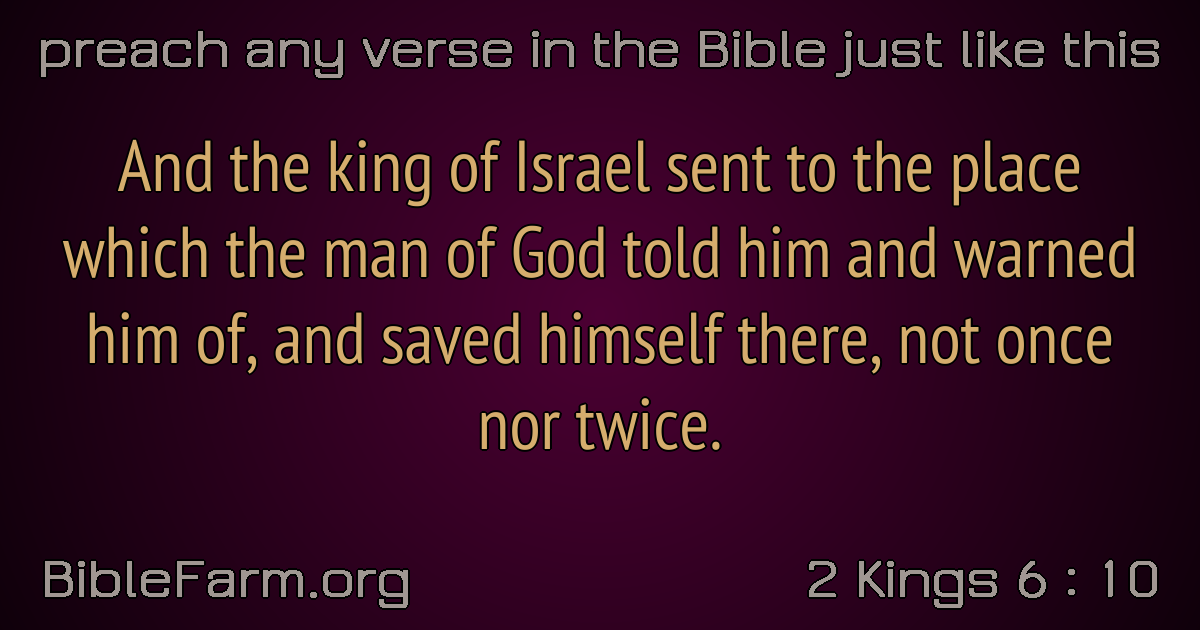 preach any verse in the Bible just like this
And the king of Israel sent to the place
which the man of God told him and warned
him of, and saved himself there, not once
nor twice.
BibleFarm.org
2 Kings 6 : 10